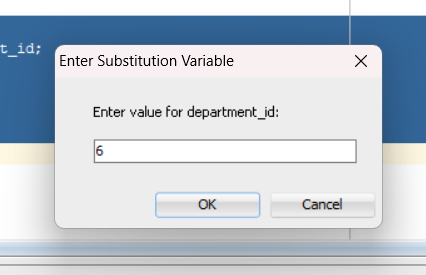 t_id;
Enter Substitution Variable
Enter value for department_id:
6
OK
Cancel